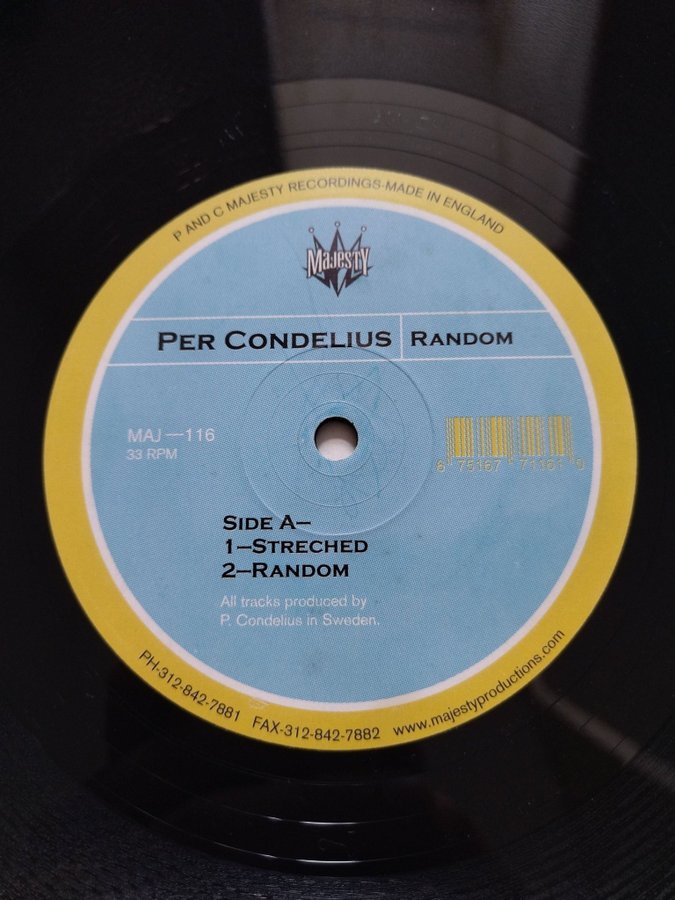 P AND C MAJESTY RECORDINGS-MADE IN ENGLAND
MAJESTY
PER CONDELIUS RANDOM
MAJ—116
33 RPM
6 75167 71161 0
SIDE A—
1—STRECHED
2—RANDOM
All tracks produced by
P. Condelius in Sweden.
PH-312-842-7881 FAX-312-842-7882 www.majestyproductions.com